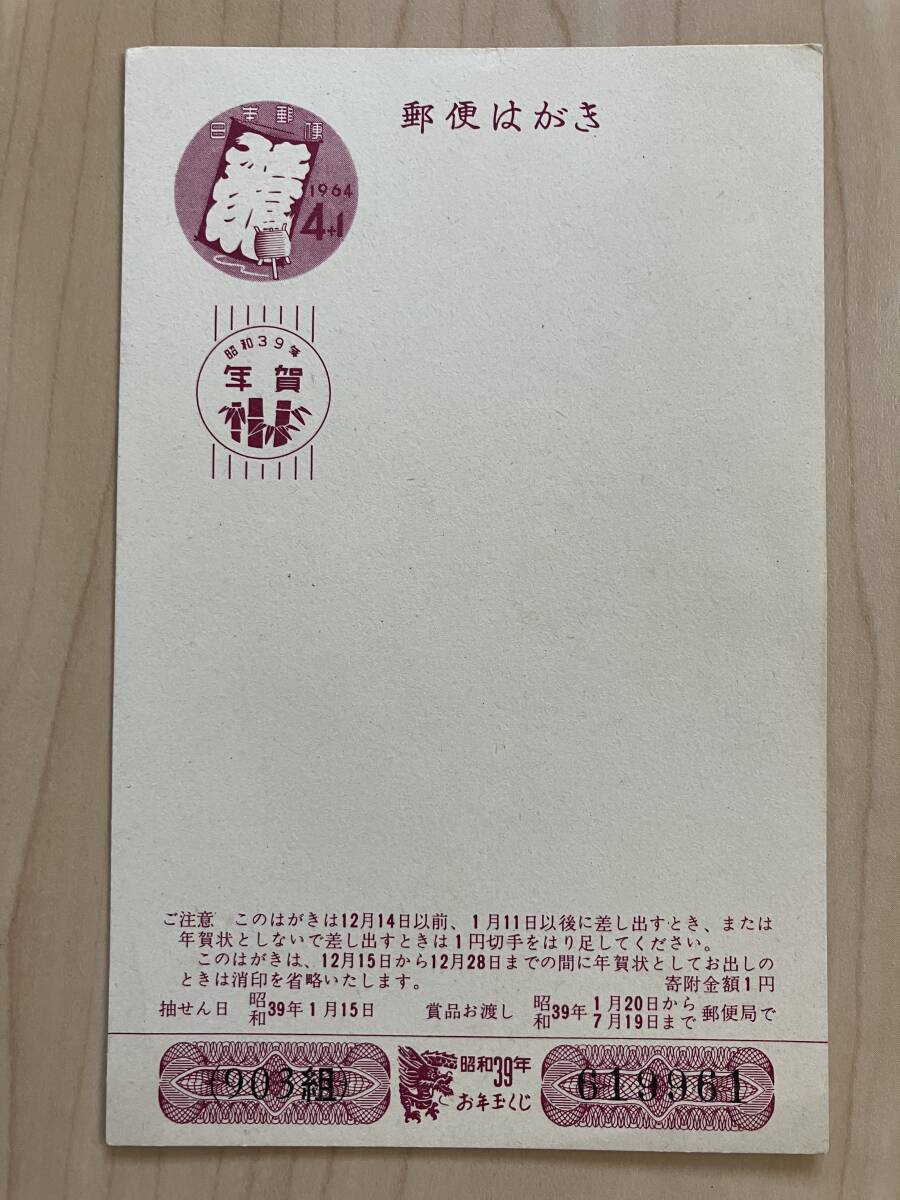 郵便はがき
日本郵便
1964
4+1
昭和39年
年賀
ご注意 このはがきは12月14日以前、1月11日以後に差し出すとき、または
年賀状としないで差し出すときは1円切手をはり足してください。
このはがきは、12月15日から12月28日までの間に年賀状としてお出しの
ときは消印を省略いたします。 寄附金額1円
抽せん日 昭和39年1月15日 賞品お渡し 昭和39年 1月20日から 7月19日まで 郵便局で
903組
昭和39年
お年玉くじ
619961